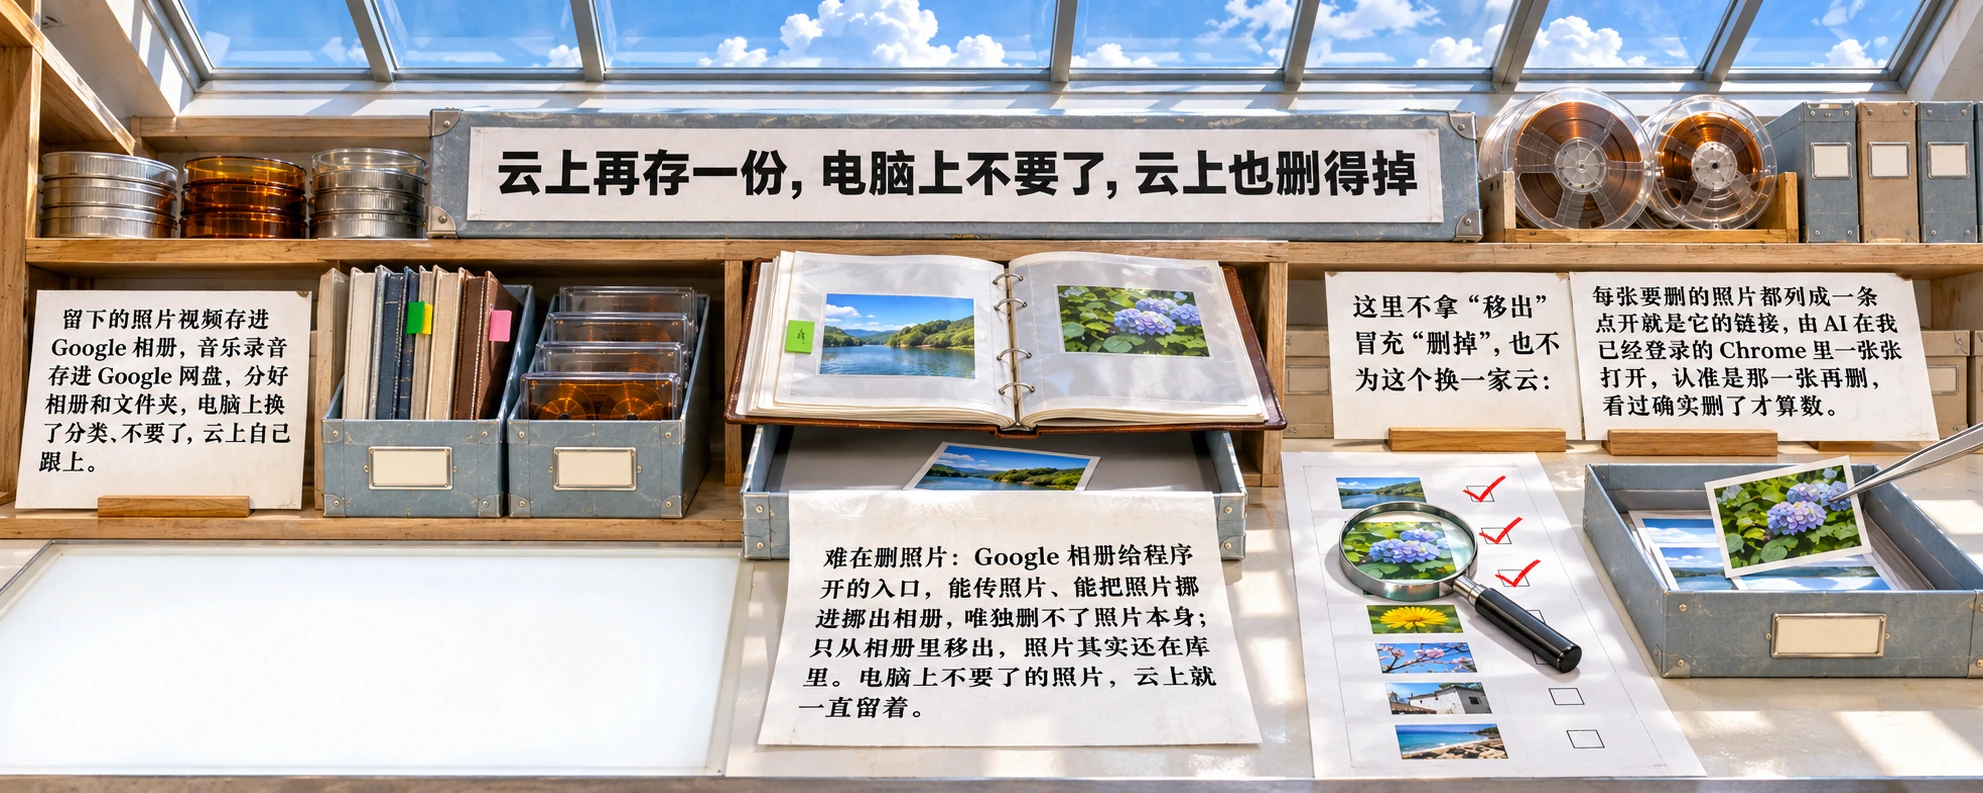 云上再存一份，电脑上不要了，云上也删得掉
留下的照片视频存进
Google 相册，音乐录音
存进 Google 网盘，分好
相册和文件夹，电脑上换
了分类、不要了，云上自己
跟上。
难在删照片：Google 相册给程序
开的入口，能传照片、能把照片挪
进挪出相册，唯独删不了照片本身；
只从相册里移出，照片其实还在库
里。电脑上不要了的照片，云上就
一直留着。
这里不拿“移出”
冒充“删掉”，也不
为这个换一家云：
每张要删的照片都列成一条
点开就是它的链接，由 AI 在我
已经登录的 Chrome 里一张张
打开，认准是那一张再删，
看过确实删了才算数。